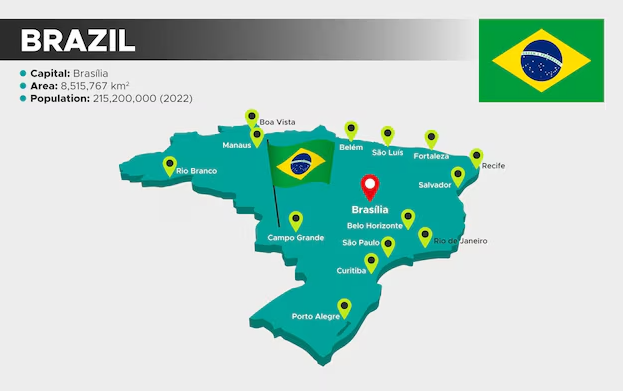 BRAZIL
Capital: Brasília
Area: 8,515,767 km²
Population: 215,200,000 (2022)
Boa Vista
Manaus
Belém
São Luís
Fortaleza
Recife
Rio Branco
Salvador
Brasília
Belo Horizonte
Campo Grande
São Paulo
Rio de Janeiro
Curitiba
Porto Alegre